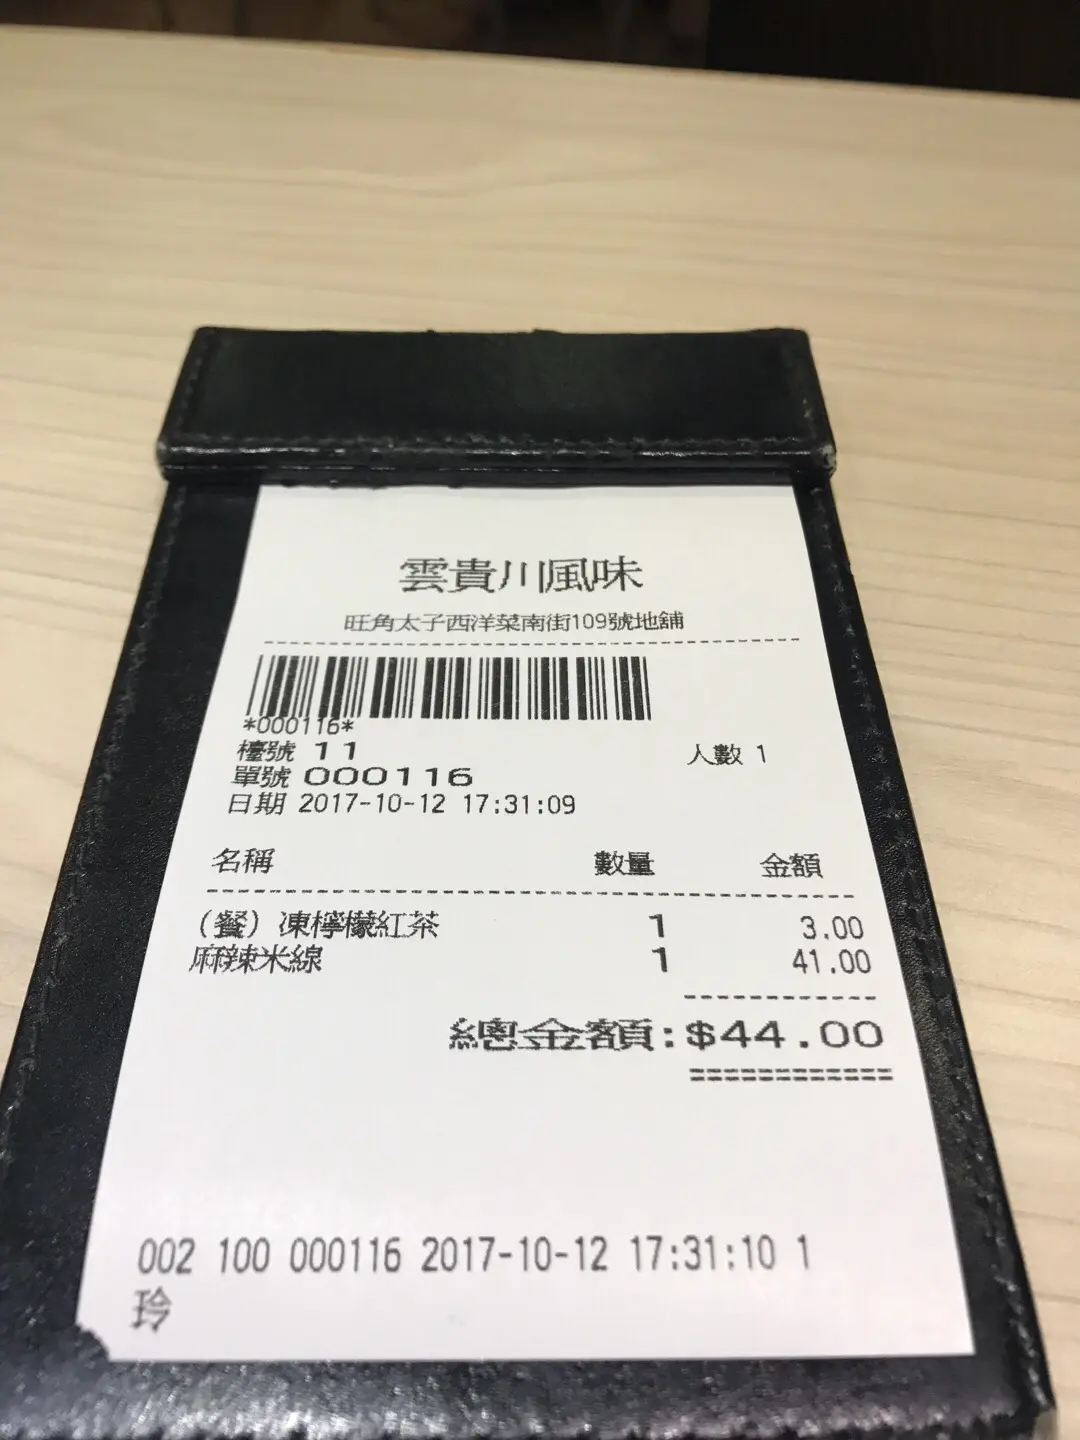 雲貴川風味
旺角太子西洋菜南街109號地舖
*000116*
檯號 11 人數 1
單號 000116
日期 2017-10-12 17:31:09
名稱 數量 金額
（餐）凍檸檬紅茶 1 3.00
麻辣米線 1 41.00
總金額:$44.00
============
002 100 000116 2017-10-12 17:31:10 1
玲